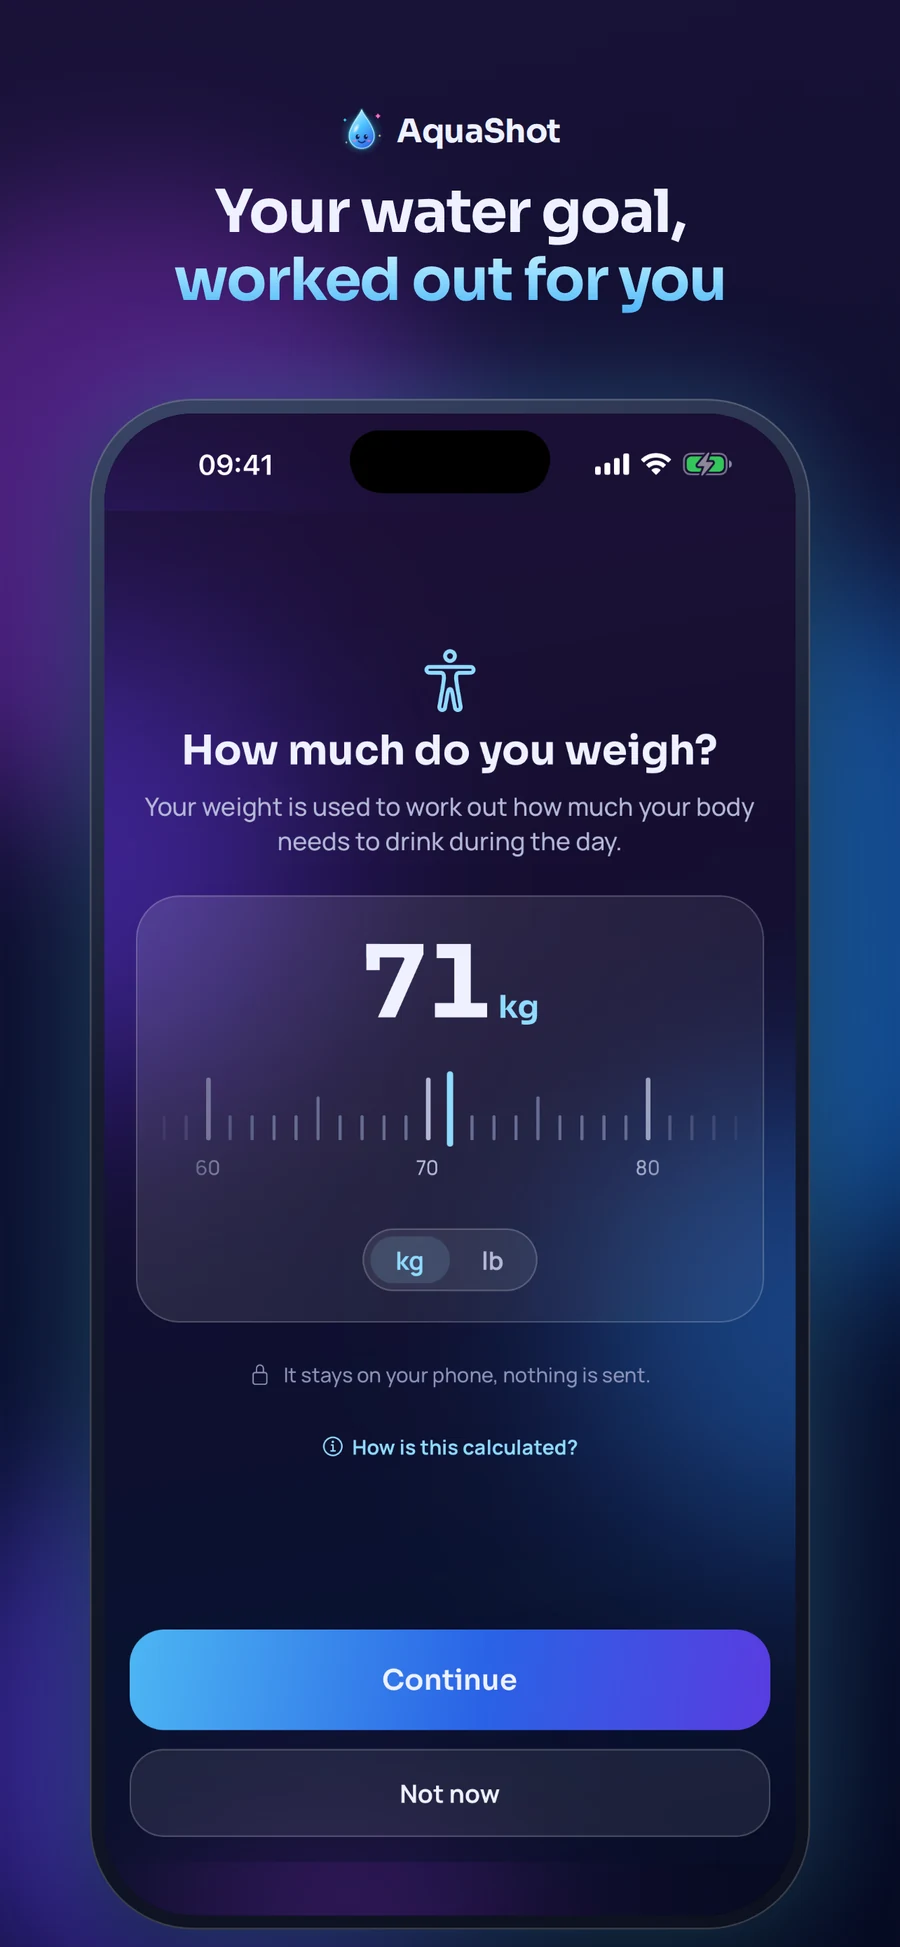 AquaShot
Your water goal,
worked out for you
09:41
How much do you weigh?
Your weight is used to work out how much your body
needs to drink during the day.
71 kg
60 70 80
kg lb
It stays on your phone, nothing is sent.
How is this calculated?
Continue
Not now